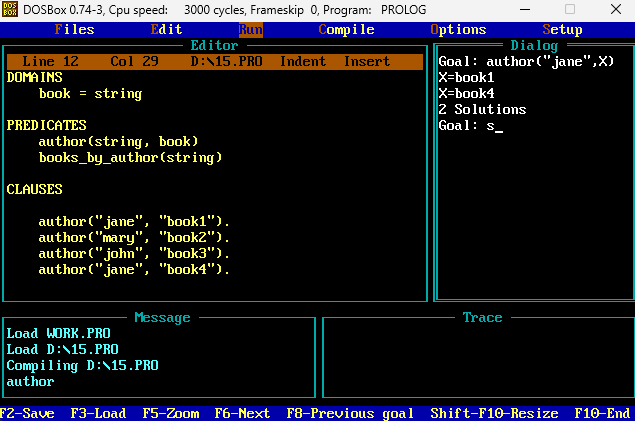 DOSBox 0.74-3, Cpu speed: 3000 cycles, Frameskip 0, Program: PROLOG
Files Edit Run Compile Options Setup
Editor
Line 12 Col 29 D:\15.PRO Indent Insert
DOMAINS
book = string
PREDICATES
author(string, book)
books_by_author(string)
CLAUSES
author("jane", "book1").
author("mary", "book2").
author("john", "book3").
author("jane", "book4").
Dialog
Goal: author("jane",X)
X=book1
X=book4
2 Solutions
Goal: s_
Message
Load WORK.PRO
Load D:\15.PRO
Compiling D:\15.PRO
author
Trace
F2-Save F3-Load F5-Zoom F6-Next F8-Previous goal Shift-F10-Resize F10-End